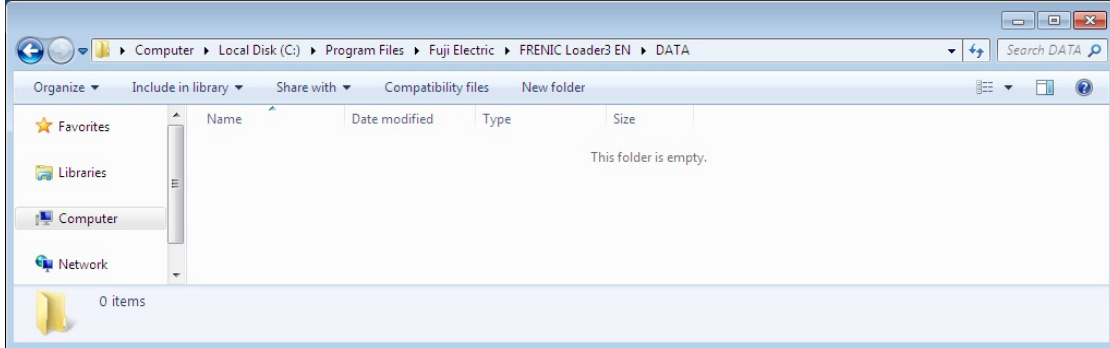 Computer Local Disk (C:) Program Files Fuji Electric FRENIC Loader3 EN DATA Search DATA
Organize Include in library Share with Compatibility files New folder
Name Date modified Type Size
This folder is empty.
Favorites
Libraries
Computer
Network
0 items